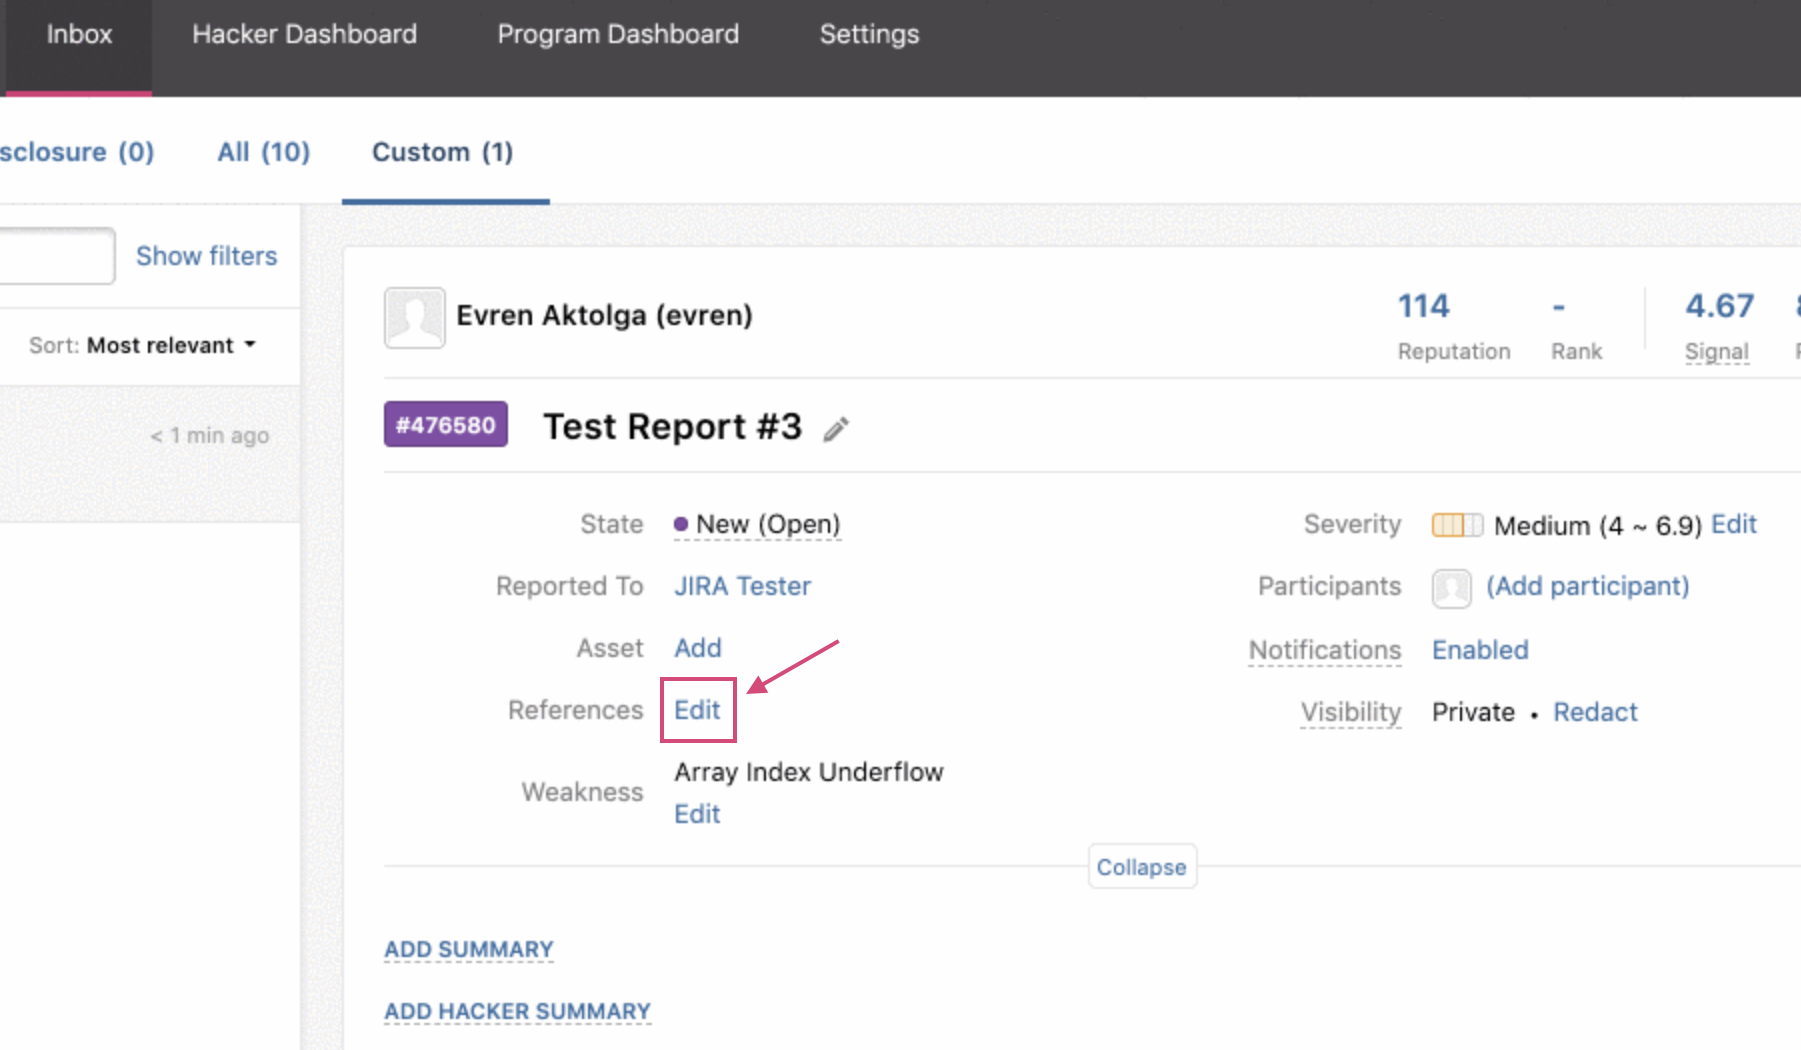 Inbox Hacker Dashboard Program Dashboard Settings
sclosure (0) All (10) Custom (1)
Show filters
Sort: Most relevant
< 1 min ago
Evren Aktolga (evren)
114 - 4.67
Reputation Rank Signal
#476580 Test Report #3
State New (Open)
Reported To JIRA Tester
Asset Add
References Edit
Weakness Array Index Underflow
Edit
Severity Medium (4 ~ 6.9) Edit
Participants (Add participant)
Notifications Enabled
Visibility Private • Redact
Collapse
ADD SUMMARY
ADD HACKER SUMMARY